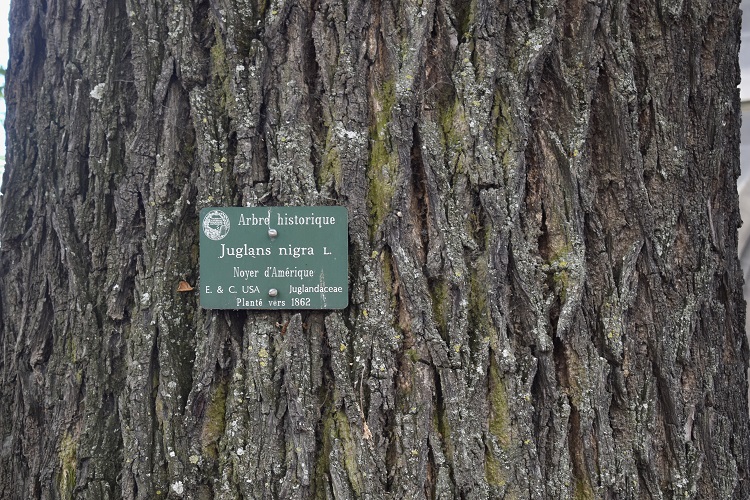 Arbre historique
Juglans nigra L.
Noyer d'Amérique
E. & C. USA Juglandaceae
Planté vers 1862